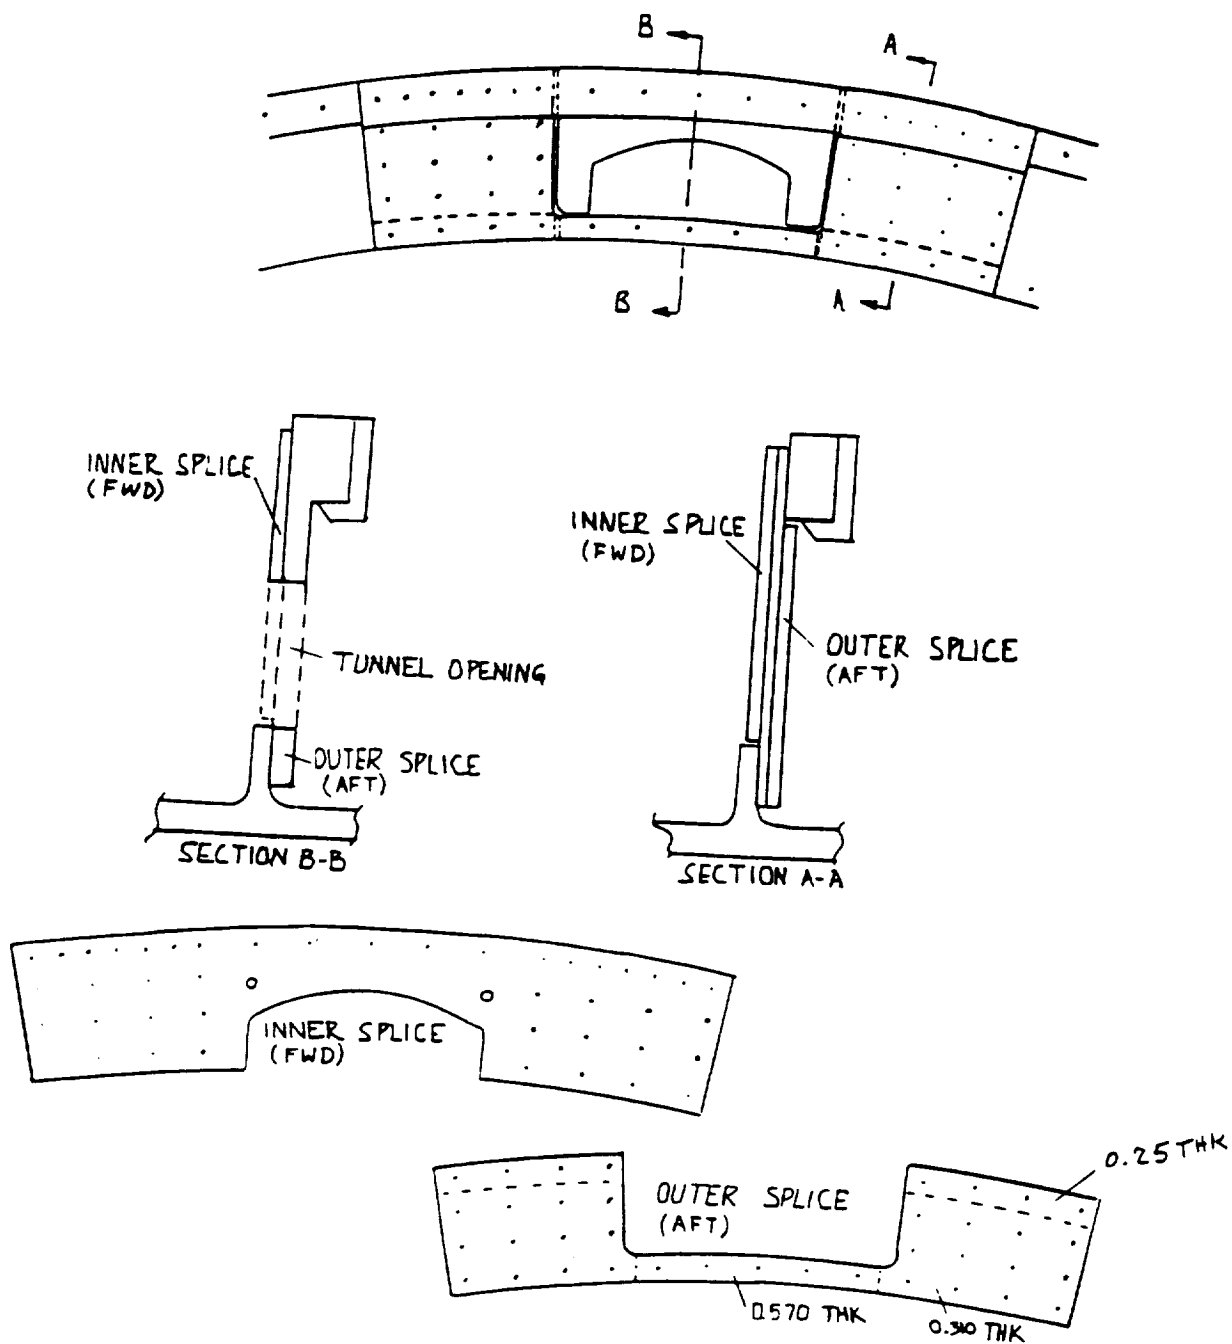 B
A
B
A
INNER SPLICE
(FWD)
TUNNEL OPENING
OUTER SPLICE
(AFT)
SECTION B-B
INNER SPLICE
(FWD)
OUTER SPLICE
(AFT)
SECTION A-A
INNER SPLICE
(FWD)
OUTER SPLICE
(AFT)
0.25 THK
0.570 THK
0.310 THK